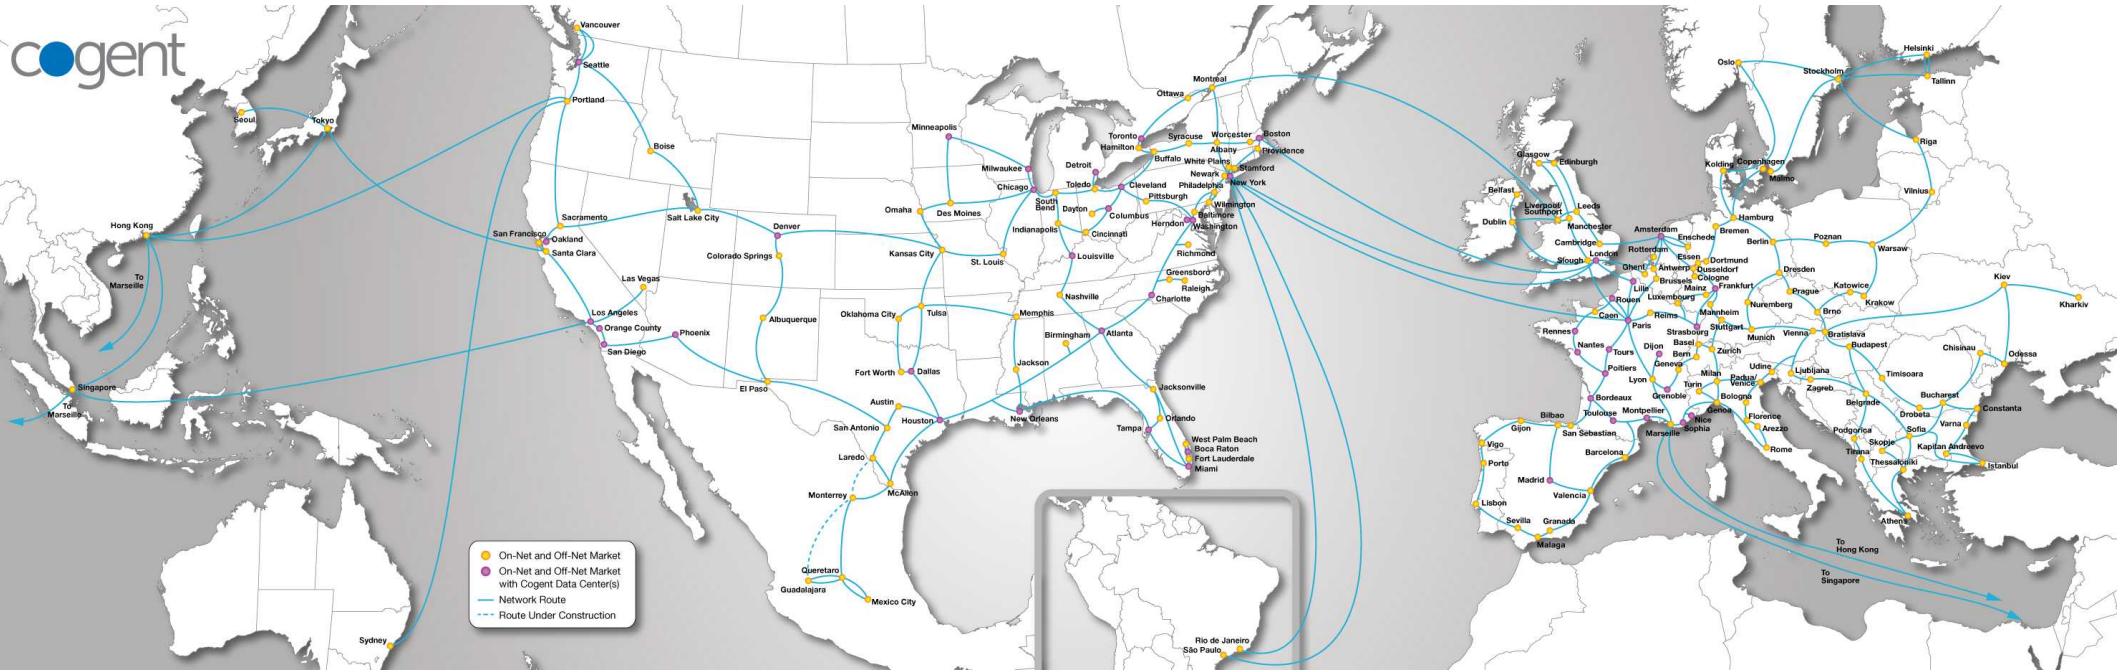 cogent
Vancouver
Seattle
Portland
Boise
Salt Lake City
Sacramento
San Francisco
Oakland
Santa Clara
Las Vegas
Los Angeles
Orange County
San Diego
Phoenix
Denver
Colorado Springs
Albuquerque
El Paso
Minneapolis
Milwaukee
Chicago
Omaha
Des Moines
Kansas City
St. Louis
Oklahoma City
Tulsa
Memphis
Fort Worth
Dallas
Jackson
Austin
San Antonio
Houston
New Orleans
Laredo
McAllen
Monterrey
Queretaro
Guadalajara
Mexico City
South
Bend
Indianapolis
Detroit
Toledo
Cleveland
Dayton
Columbus
Cincinnati
Louisville
Nashville
Birmingham
Atlanta
Charlotte
Greensboro
Raleigh
Richmond
Herndon
Washington
Baltimore
Wilmington
Philadelphia
Pittsburgh
Newark
New York
White Plains
Stamford
Providence
Boston
Worcester
Albany
Syracuse
Buffalo
Hamilton
Toronto
Ottawa
Montreal
Jacksonville
Orlando
Tampa
West Palm Beach
Boca Raton
Fort Lauderdale
Miami
Rio de Janeiro
São Paulo
Seoul
Tokyo
Hong Kong
To
Marseille
Singapore
To
Marseille
Sydney
On-Net and Off-Net Market
On-Net and Off-Net Market
with Cogent Data Center(s)
Network Route
Route Under Construction
Glasgow
Edinburgh
Belfast
Dublin
Liverpool/
Southport
Leeds
Manchester
Cambridge
Slough
London
Oslo
Stockholm
Helsinki
Tallinn
Riga
Vilnius
Kolding
Copenhagen
Malmo
Hamburg
Bremen
Berlin
Poznan
Warsaw
Amsterdam
Enschede
Rotterdam
Essen
Dortmund
Dusseldorf
Cologne
Ghent
Antwerp
Brussels
Lille
Mainz
Frankfurt
Luxembourg
Rouen
Caen
Paris
Reims
Mannheim
Strasbourg
Stuttgart
Nuremberg
Munich
Dresden
Prague
Brno
Katowice
Krakow
Kiev
Kharkiv
Vienna
Bratislava
Budapest
Chisinau
Odessa
Rennes
Nantes
Tours
Poitiers
Bordeaux
Toulouse
Dijon
Basel
Bern
Zurich
Geneva
Lyon
Grenoble
Turin
Milan
Padua/
Venice
Udine
Ljubljana
Zagreb
Timisoara
Belgrade
Bucharest
Drobeta
Constanta
Varna
Sofia
Kapitan Andreevo
Istanbul
Podgorica
Skopje
Tirana
Thessaloniki
Athens
Bologna
Genoa
Florence
Arezzo
Rome
Montpellier
Marseille
Nice
Sophia
Bilbao
Gijon
San Sebastian
Vigo
Porto
Lisbon
Madrid
Barcelona
Valencia
Sevilla
Granada
Malaga
To
Hong Kong
To
Singapore